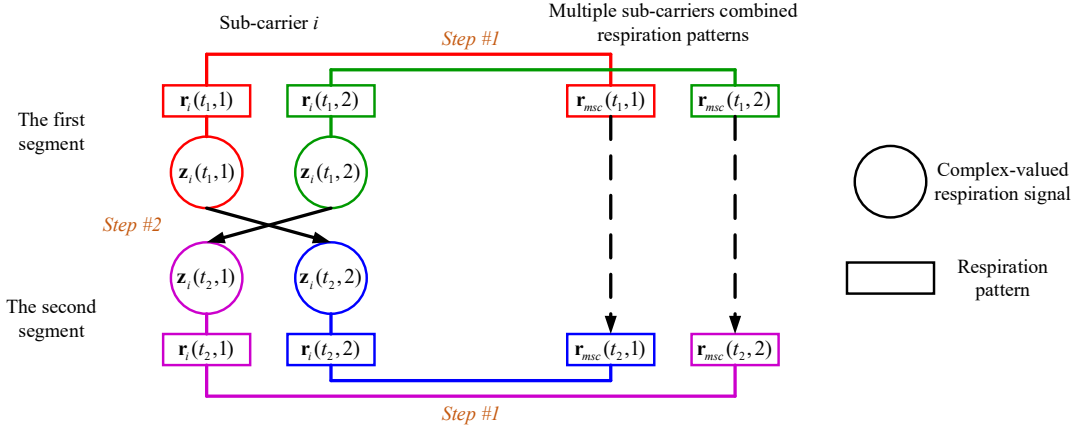 Sub-carrier i
Multiple sub-carriers combined
respiration patterns
Step #1
r_i(t_1,1)
r_i(t_1,2)
r_msc(t_1,1)
r_msc(t_1,2)
The first
segment
z_i(t_1,1)
z_i(t_1,2)
Complex-valued
respiration signal
Step #2
z_i(t_2,1)
z_i(t_2,2)
Respiration
pattern
The second
segment
r_i(t_2,1)
r_i(t_2,2)
r_msc(t_2,1)
r_msc(t_2,2)
Step #1